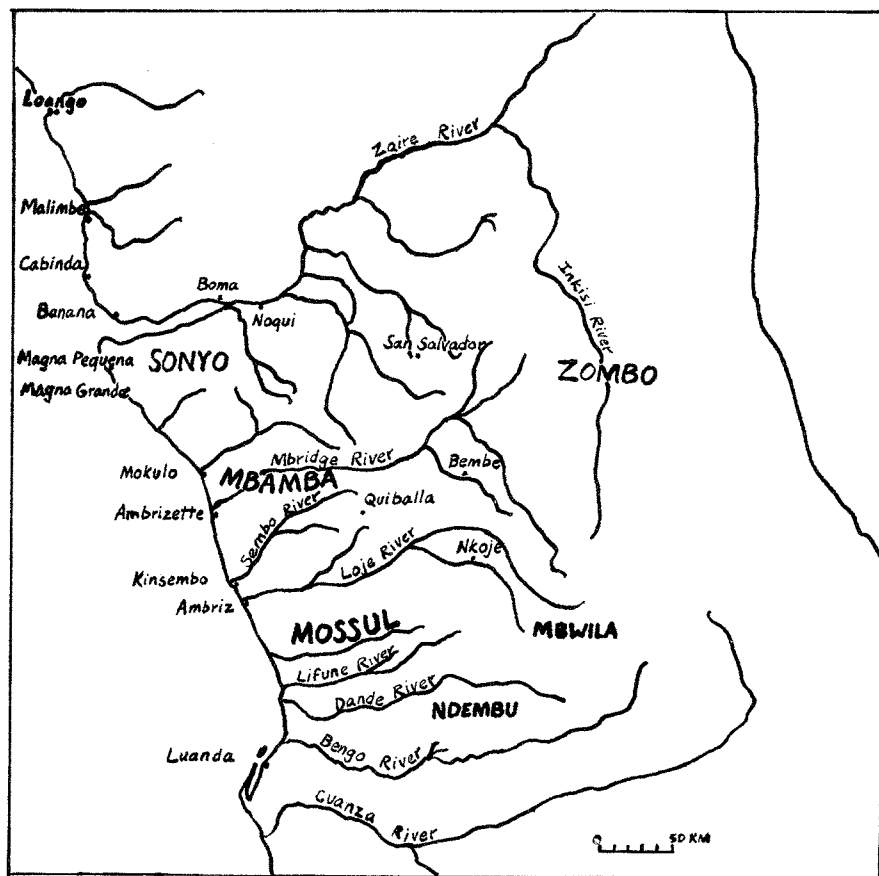 Loango
Zaire River
Malimbe
Cabinda
Inkisi River
Boma
Banana
Noqui
San Salvador
Magna Pequena
SONYO
ZOMBO
Magna Grande
Mbridge River
Bembe
Mokulo
MBAMBA
Quiballa
Ambrizette
Sembo River
Loje River
Nkoje
Kinsembo
Ambriz
MOSSUL
MBWILA
Lifune River
Dande River
NDEMBU
Luanda
Bengo River
Cuanza River
0 50 KM